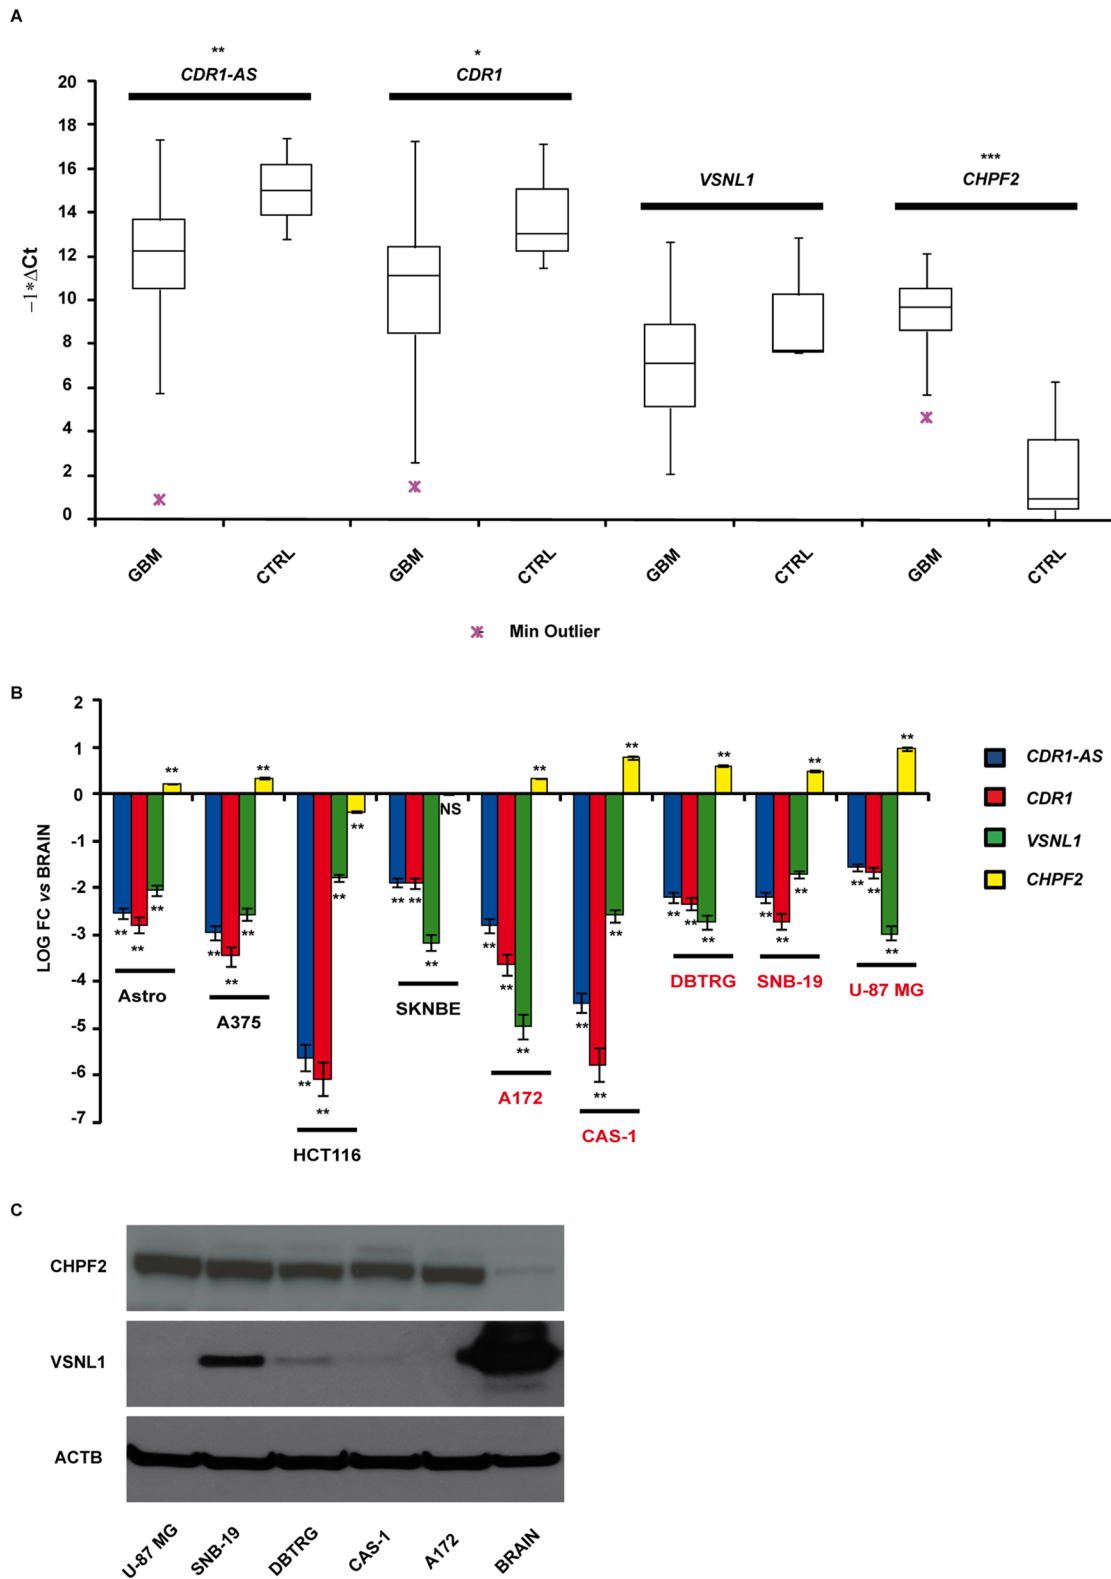 A
** * ***
CDR1-AS CDR1 VSNL1 CHPF2
20
18
16
14
12
10
8
6
4
2
0
−1*ΔCt
GBM CTRL GBM CTRL GBM CTRL GBM CTRL
Min Outlier
B
2
1
0
-1
-2
-3
-4
-5
-6
-7
LOG FC vs BRAIN
** ** ** **
** ** ** **
** ** ** **
** ** ** NS
** ** ** **
** ** ** **
** ** ** **
** ** ** **
** ** ** **
Astro
A375
HCT116
SKNBE
A172
CAS-1
DBTRG
SNB-19
U-87 MG
CDR1-AS
CDR1
VSNL1
CHPF2
C
CHPF2
VSNL1
ACTB
U-87 MG SNB-19 DBTRG CAS-1 A172 BRAIN